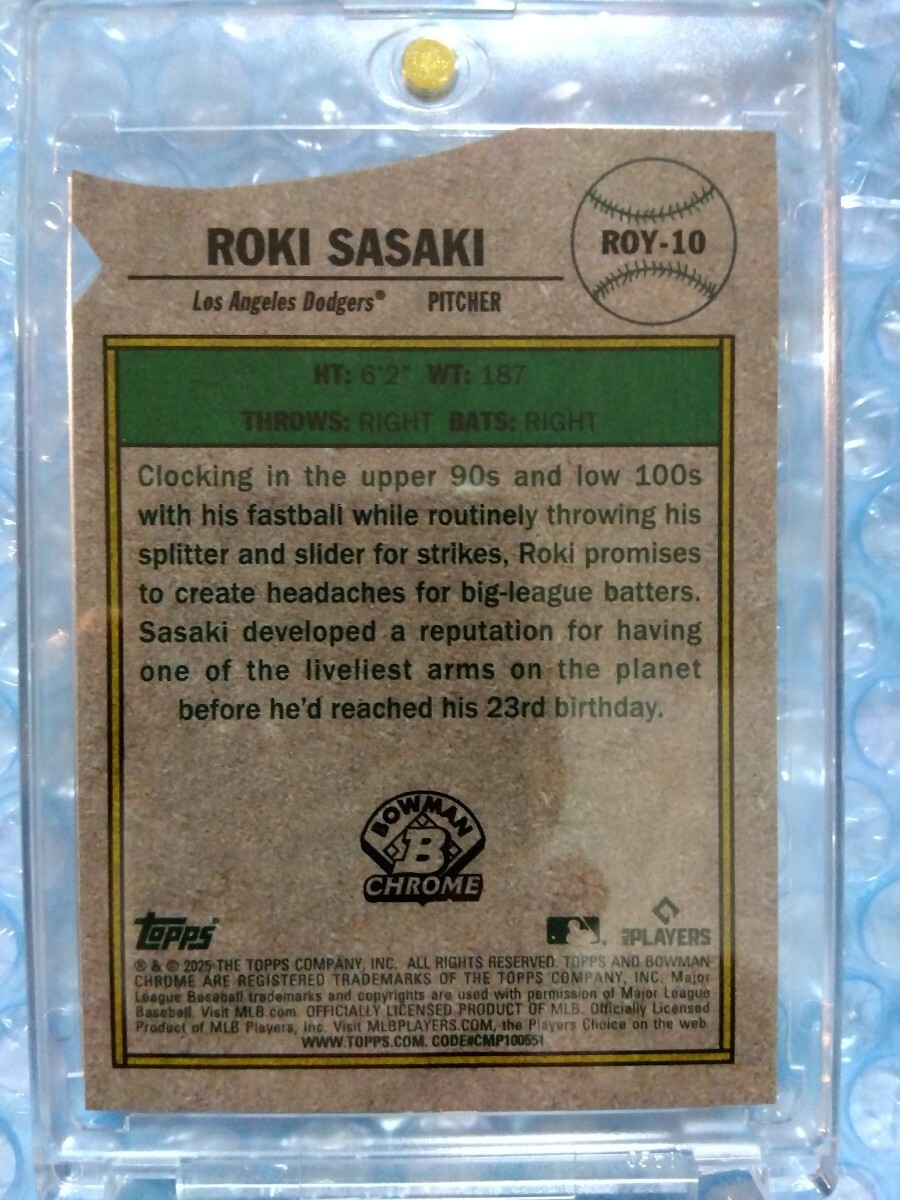 ROKI SASAKI
ROY-10
Los Angeles Dodgers® PITCHER
HT: 6'2" WT: 187
THROWS: RIGHT BATS: RIGHT
Clocking in the upper 90s and low 100s
with his fastball while routinely throwing his
splitter and slider for strikes, Roki promises
to create headaches for big-league batters.
Sasaki developed a reputation for having
one of the liveliest arms on the planet
before he'd reached his 23rd birthday.
BOWMAN
B
CHROME
Topps®
PLAYERS
® & © 2025 THE TOPPS COMPANY, INC. ALL RIGHTS RESERVED. TOPPS AND BOWMAN
CHROME ARE REGISTERED TRADEMARKS OF THE TOPPS COMPANY, INC. Major
League Baseball trademarks and copyrights are used with permission of Major League
Baseball. Visit MLB.com. OFFICIALLY LICENSED PRODUCT OF MLB. Officially Licensed
Product of MLB Players, Inc. Visit MLBPLAYERS.COM, the Players Choice on the web.
WWW.TOPPS.COM. CODE#CMP100551